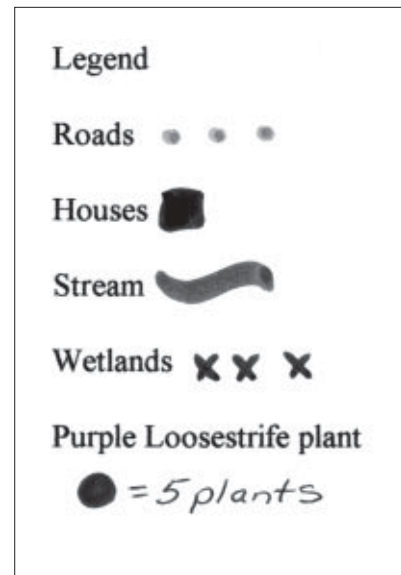 Legend
Roads
Houses
Stream
Wetlands
Purple Loosestrife plant
= 5 plants